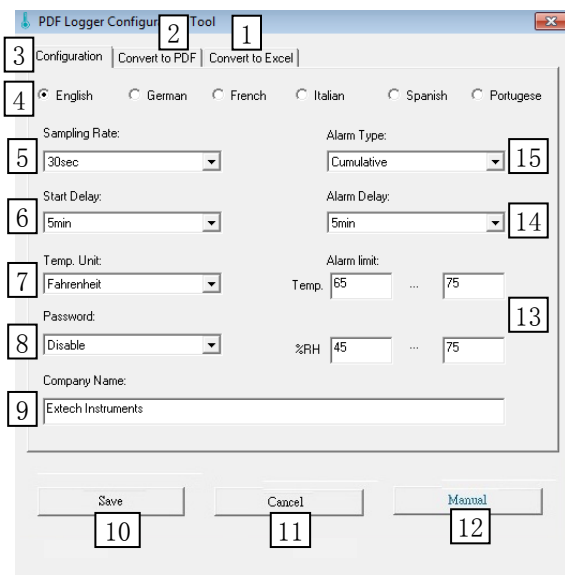 PDF Logger Configur Tool
2 1
3 Configuration Convert to PDF Convert to Excel
4 English German French Italian Spanish Portugese
Sampling Rate: Alarm Type:
5 30sec Cumulative 15
Start Delay: Alarm Delay:
6 5min 5min 14
Temp. Unit: Alarm limit:
7 Fahrenheit Temp. 65 ... 75
13
Password:
8 Disable %RH 45 ... 75
Company Name:
9 Extech Instruments
Save Cancel Manual
10 11 12